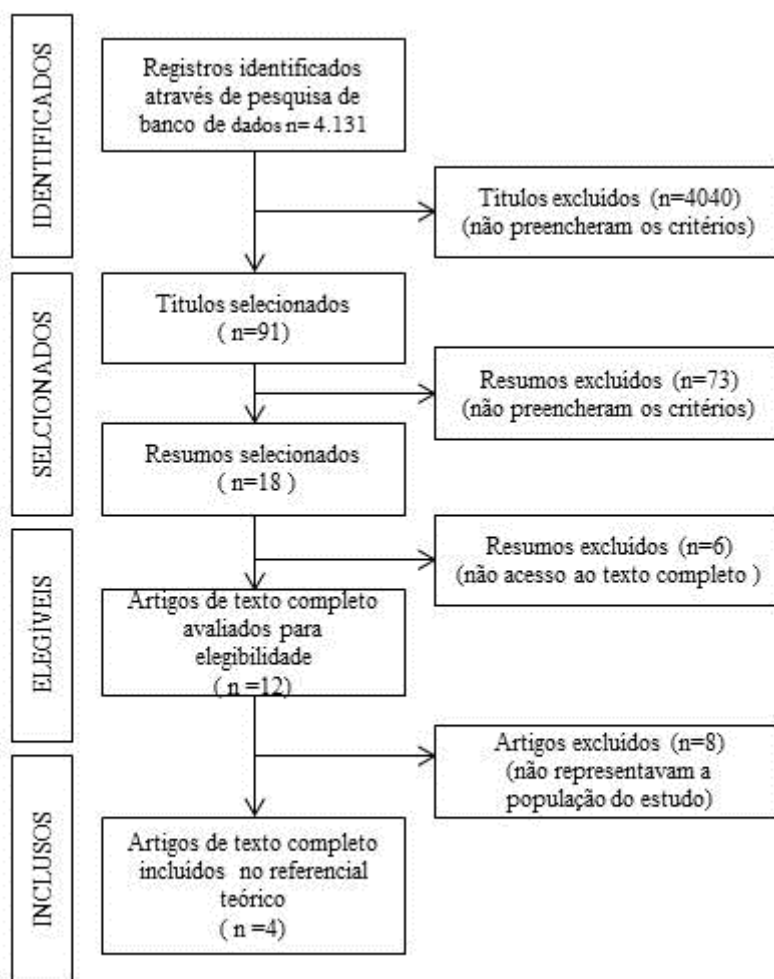 IDENTIFICADOS
Registros identificados
através de pesquisa de
banco de dados n= 4.131
Titulos excluídos (n=4040)
(não preencheram os critérios)
SELCIONADOS
Titulos selecionados
( n=91)
Resumos excluídos (n=73)
(não preencheram os critérios)
Resumos selecionados
( n=18 )
ELEGÍVEIS
Resumos excluídos (n=6)
(não acesso ao texto completo )
Artigos de texto completo
avaliados para
elegibilidade
( n =12)
Artigos excluídos (n=8)
(não representavam a
população do estudo)
INCLUSOS
Artigos de texto completo
incluídos no referencial
teórico
( n =4)